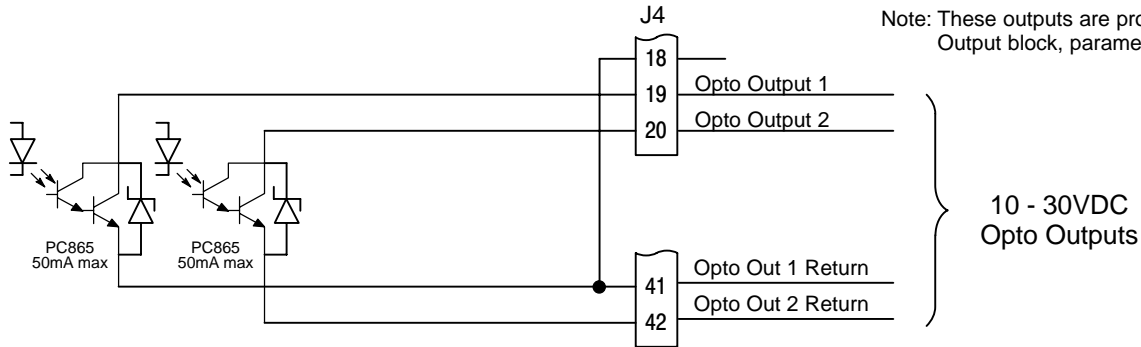 J4
Note: These outputs are pro
Output block, parame
18
19 Opto Output 1
20 Opto Output 2
PC865
50mA max
PC865
50mA max
10 - 30VDC
Opto Outputs
41 Opto Out 1 Return
42 Opto Out 2 Return